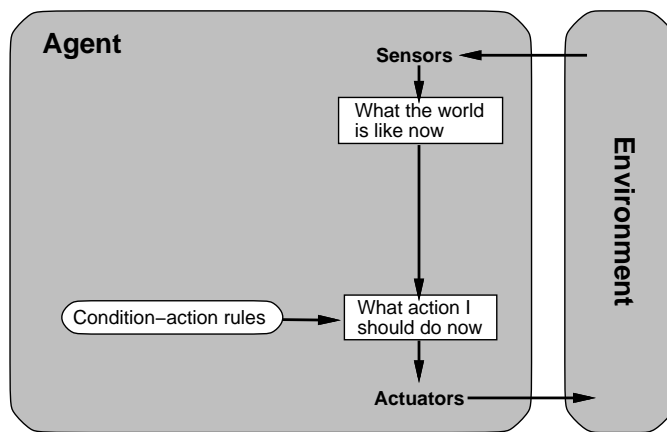 Agent
Sensors
What the world
is like now
Environment
Condition−action rules
What action I
should do now
Actuators